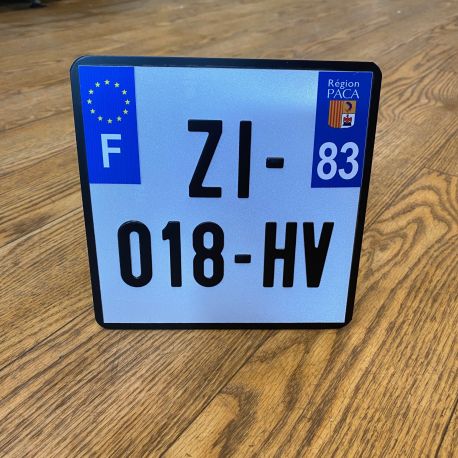 F
Région
PACA
83
ZI-
018-HV